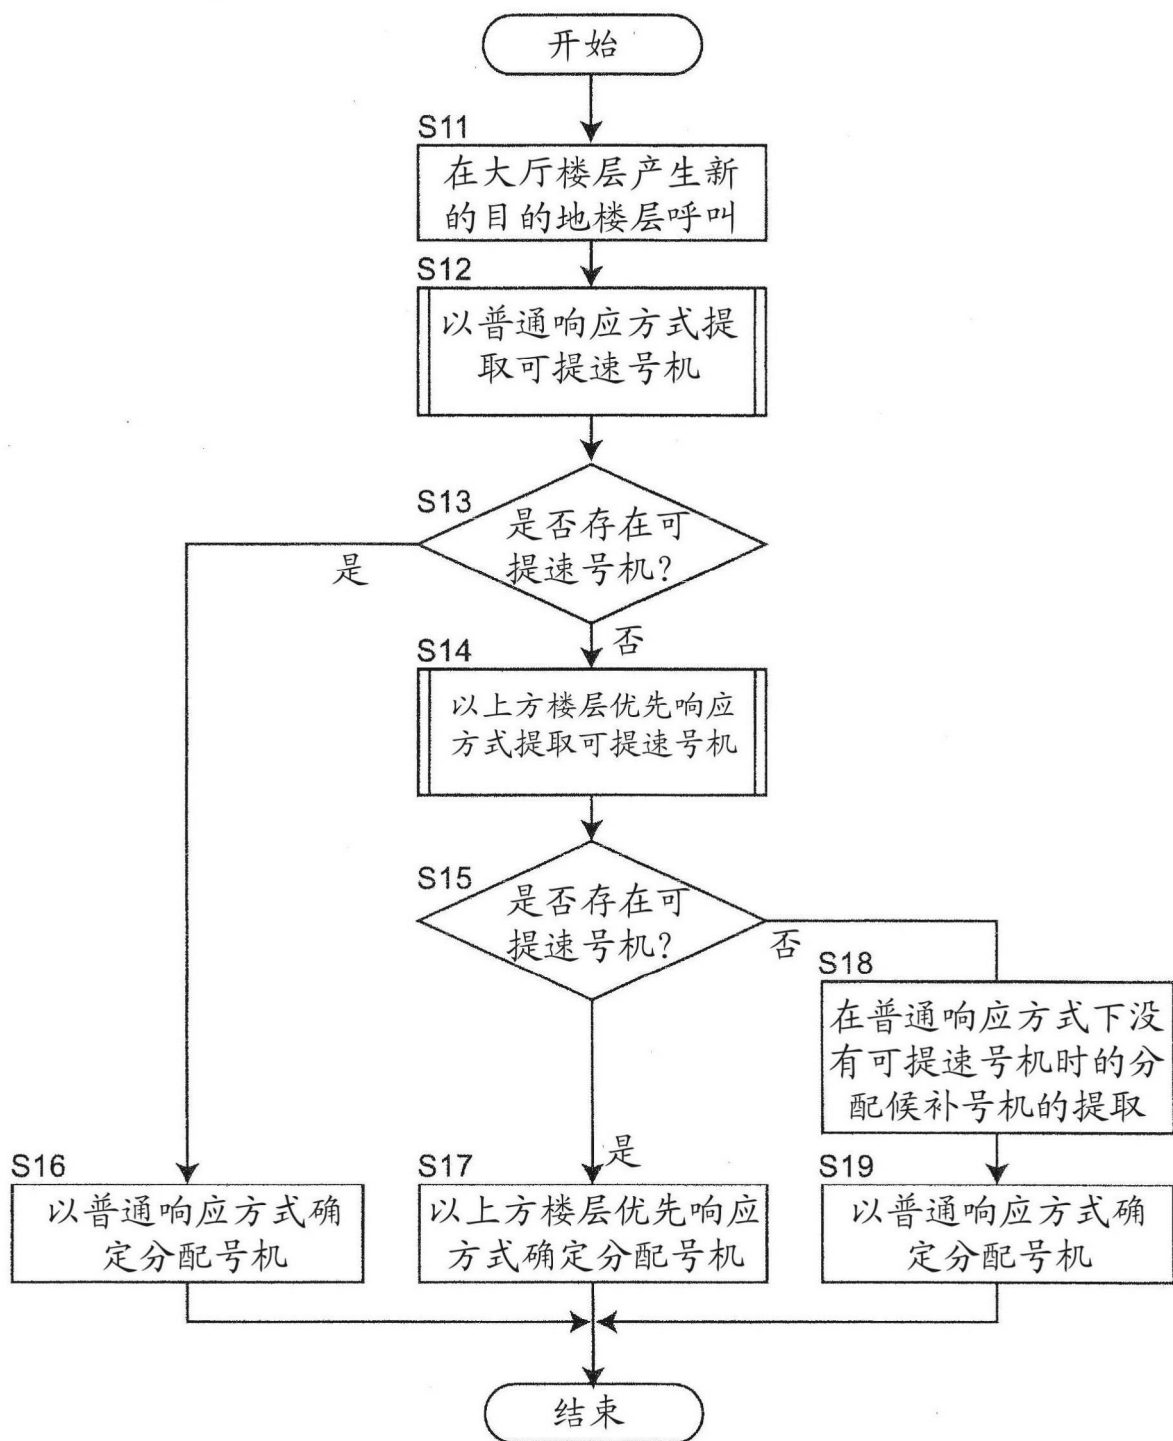 开始
S11
在大厅楼层产生新
的目的地楼层呼叫
S12
以普通响应方式提
取可提速号机
S13
是否存在可
提速号机?
是
否
S14
以上方楼层优先响应
方式提取可提速号机
S15
是否存在可
提速号机?
否
是
S18
在普通响应方式下没
有可提速号机时的分
配候补号机的提取
S16
以普通响应方式确
定分配号机
S17
以上方楼层优先响应
方式确定分配号机
S19
以普通响应方式确
定分配号机
结束